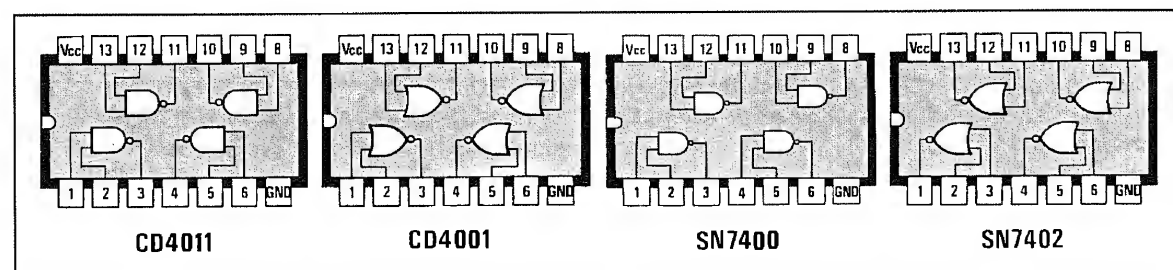 Vcc 13 12 11 10 9 8 Vcc 13 12 11 10 9 8 Vcc 13 12 11 10 9 8 Vcc 13 12 11 10 9 8
1 2 3 4 5 6 GND 1 2 3 4 5 6 GND 1 2 3 4 5 6 GND 1 2 3 4 5 6 GND
CD4011 CD4001 SN7400 SN7402